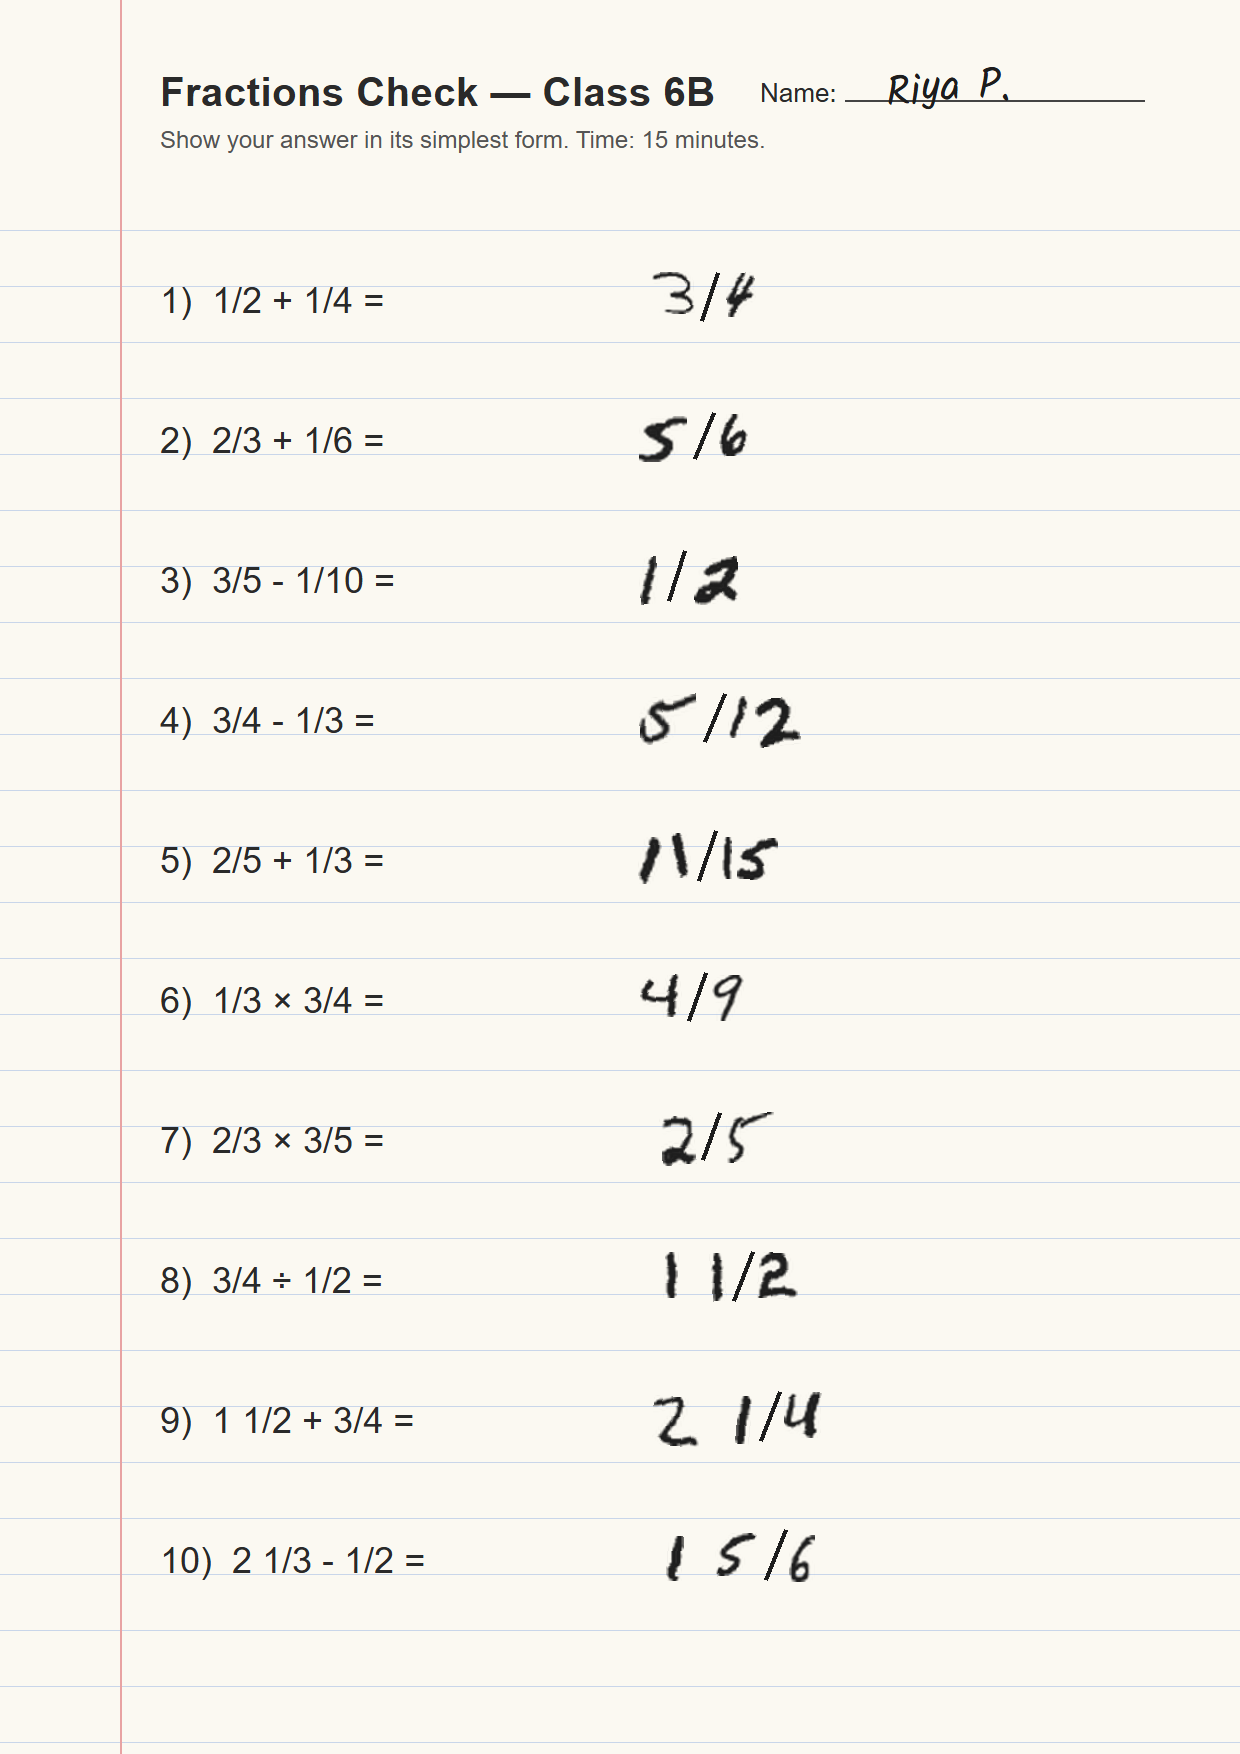 Fractions Check — Class 6B Name: Riya P.
Show your answer in its simplest form. Time: 15 minutes.
1) 1/2 + 1/4 = 3/4
2) 2/3 + 1/6 = 5/6
3) 3/5 - 1/10 = 1/2
4) 3/4 - 1/3 = 5/12
5) 2/5 + 1/3 = 11/15
6) 1/3 × 3/4 = 4/9
7) 2/3 × 3/5 = 2/5
8) 3/4 ÷ 1/2 = 1 1/2
9) 1 1/2 + 3/4 = 2 1/4
10) 2 1/3 - 1/2 = 1 5/6